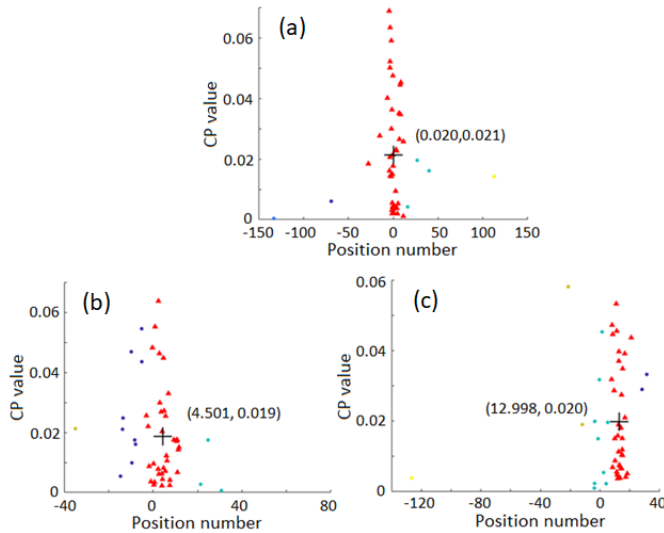 (a)
CP value
0.06
0.04
0.02
0
(0.020,0.021)
-150 -100 -50 0 50 100 150
Position number
(b)
CP value
0.06
0.04
0.02
0
(4.501, 0.019)
-40 0 40 80
Position number
(c)
CP value
0.06
0.04
0.02
0
(12.998, 0.020)
-120 -80 -40 0 40
Position number